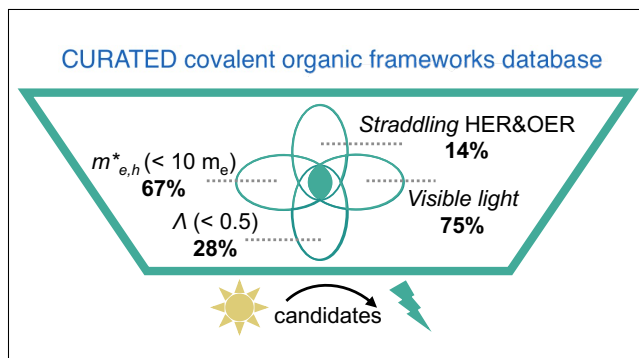 CURATED covalent organic frameworks database
Straddling HER&OER
14%
m*e,h (< 10 me)
67%
Visible light
75%
Λ (< 0.5)
28%
candidates